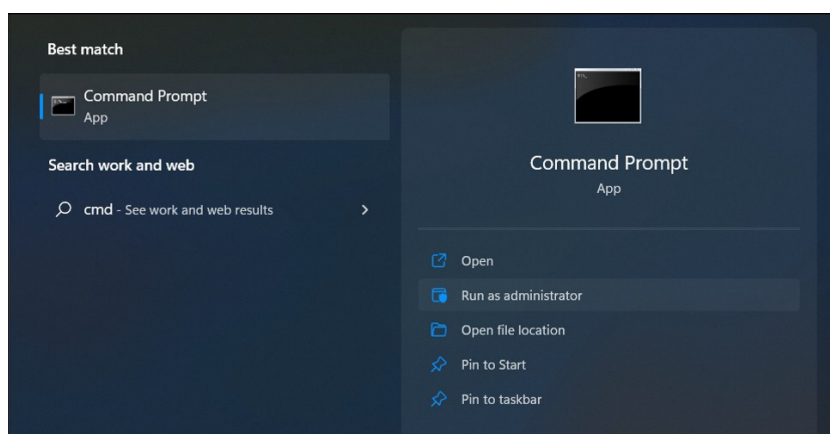 Best match
Command Prompt
App
Search work and web
cmd - See work and web results
Command Prompt
App
Open
Run as administrator
Open file location
Pin to Start
Pin to taskbar